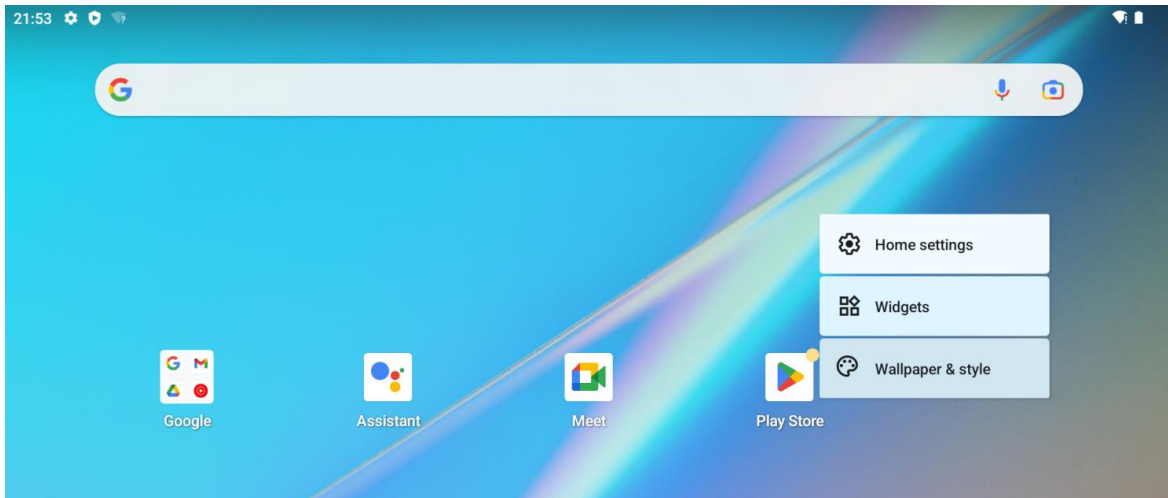 21:53
Home settings
Widgets
Wallpaper & style
Google
Assistant
Meet
Play Store